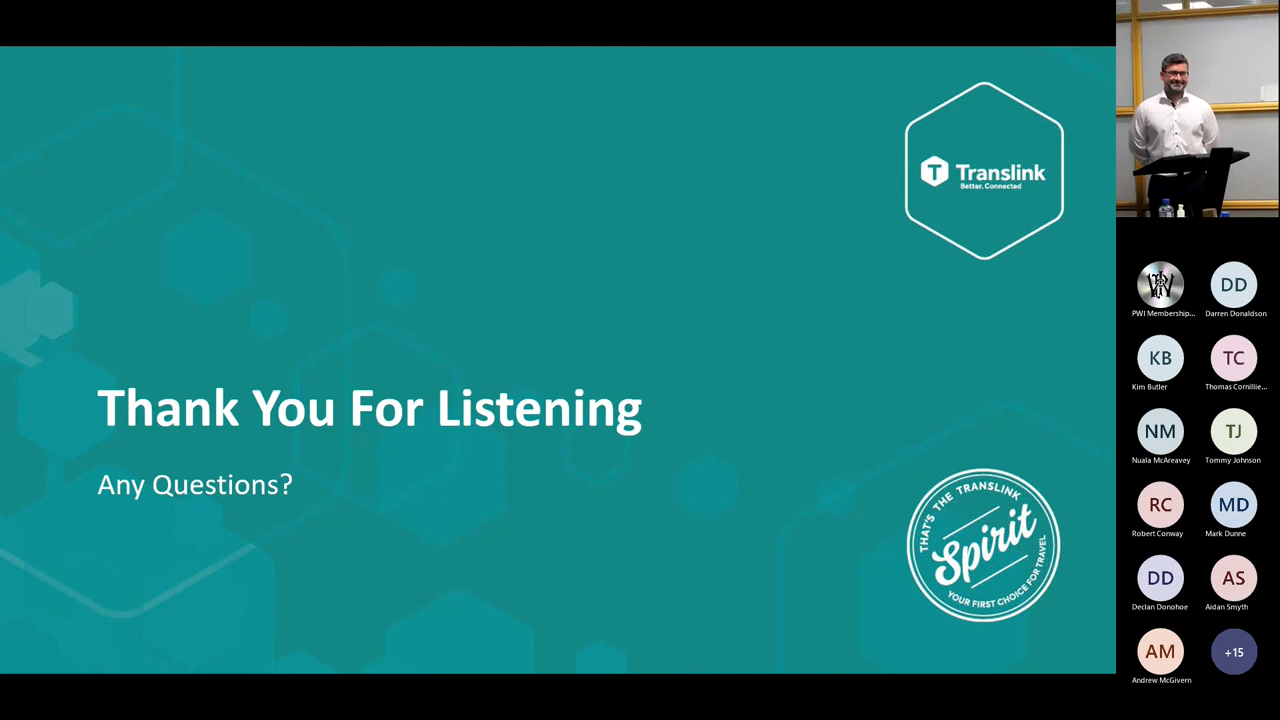 T Translink
Better. Connected
Thank You For Listening
Any Questions?
THAT'S THE TRANSLINK
Spirit
YOUR FIRST CHOICE FOR TRAVEL
PWI Membership...
DD
Darren Donaldson
KB
Kim Butler
TC
Thomas Cornillie...
NM
Nuala McAreavey
TJ
Tommy Johnson
RC
Robert Conway
MD
Mark Dunne
DD
Declan Donohoe
AS
Aidan Smyth
AM
Andrew McGivern
+15